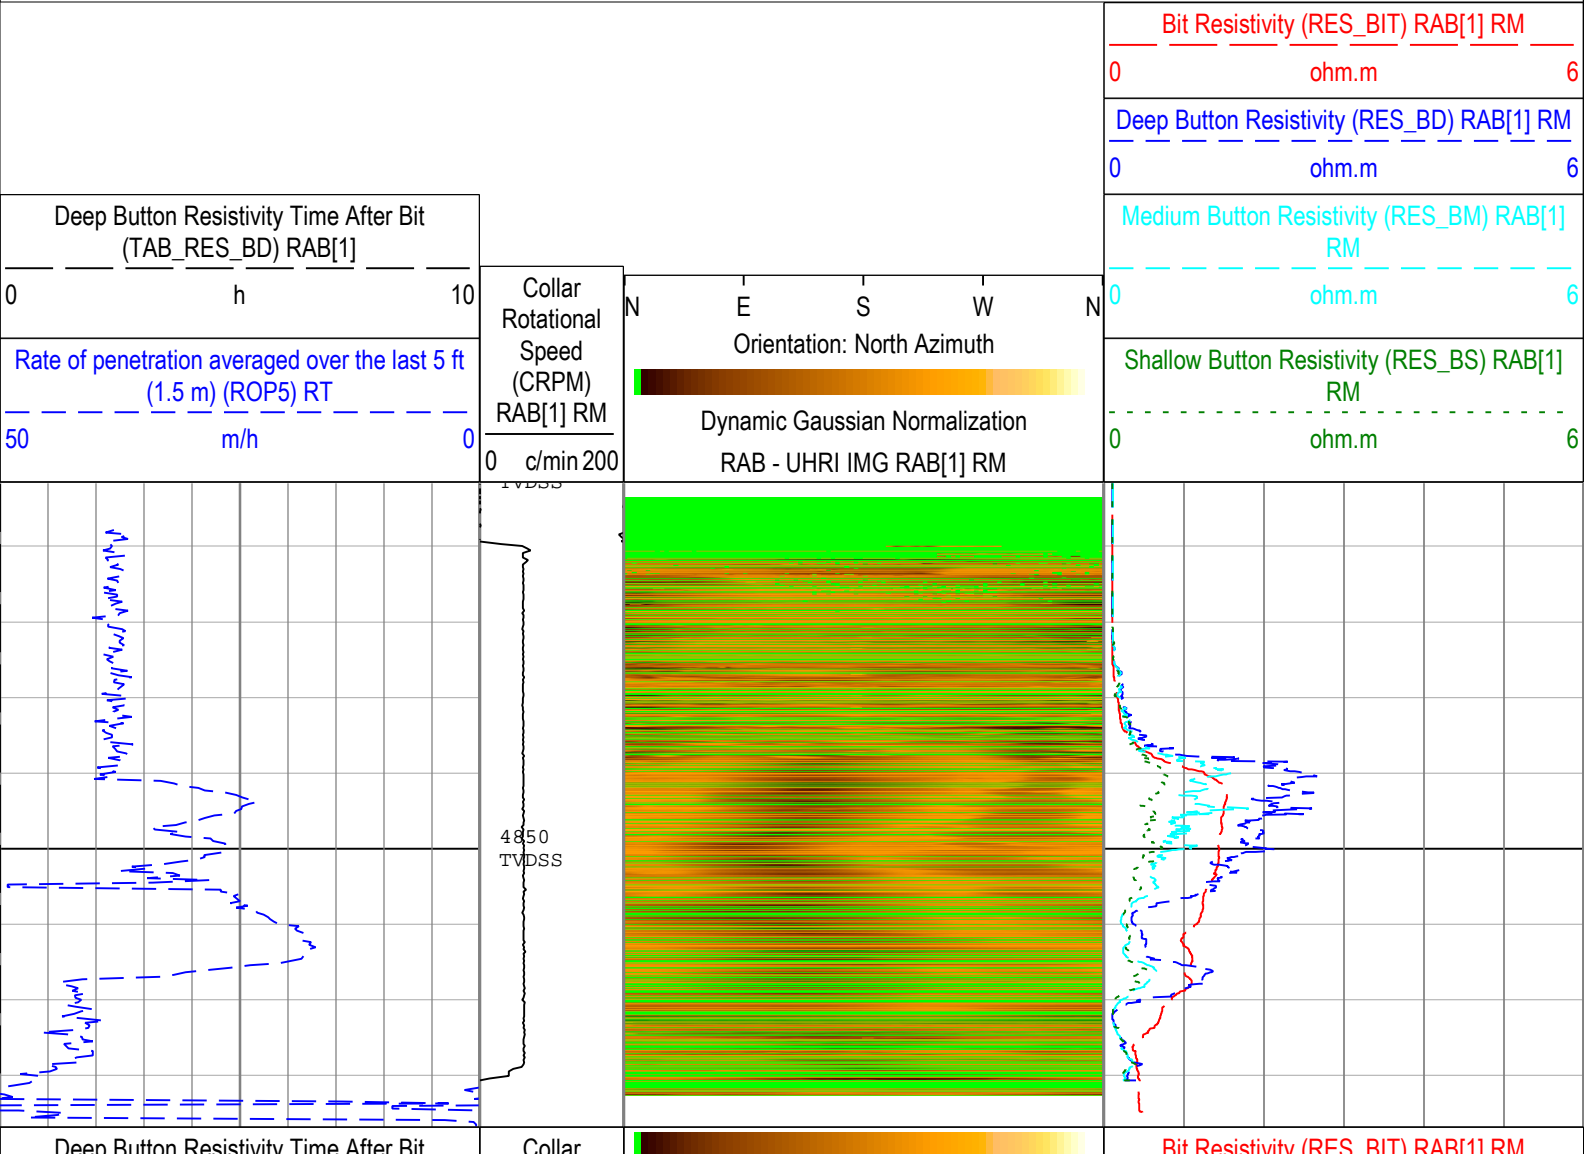 Bit Resistivity (RES_BIT) RAB[1] RM
0 ohm.m 6
Deep Button Resistivity (RES_BD) RAB[1] RM
0 ohm.m 6
Medium Button Resistivity (RES_BM) RAB[1]
RM
0 ohm.m 6
Shallow Button Resistivity (RES_BS) RAB[1]
RM
0 ohm.m 6
Deep Button Resistivity Time After Bit
(TAB_RES_BD) RAB[1]
0 h 10
Rate of penetration averaged over the last 5 ft
(1.5 m) (ROP5) RT
50 m/h 0
Collar
Rotational
Speed
(CRPM)
RAB[1] RM
0 c/min 200
N E S W N
Orientation: North Azimuth
Dynamic Gaussian Normalization
RAB - UHRI IMG RAB[1] RM
TVDSS
4850
TVDSS
Deep Button Resistivity Time After Bit
Collar
Bit Resistivity (RES_BIT) RAB[1] RM